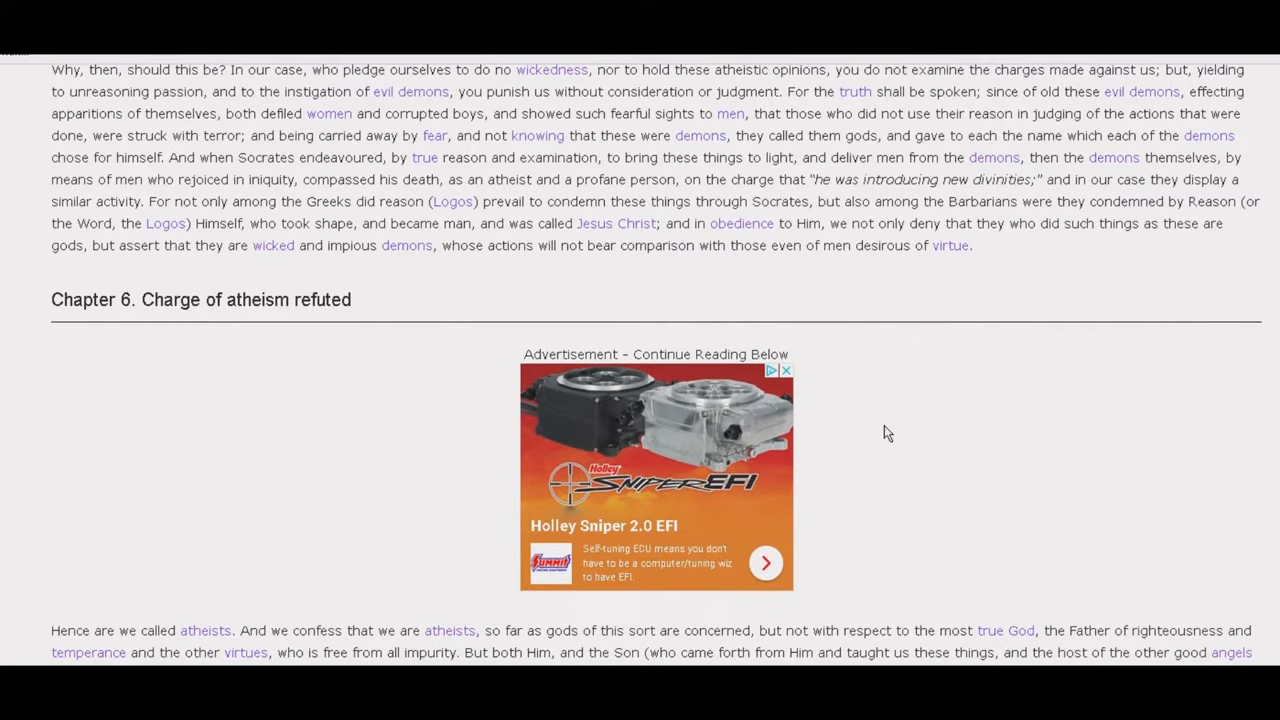 Why, then, should this be? In our case, who pledge ourselves to do no wickedness, nor to hold these atheistic opinions, you do not examine the charges made against us; but, yielding
to unreasoning passion, and to the instigation of evil demons, you punish us without consideration or judgment. For the truth shall be spoken; since of old these evil demons, effecting
apparitions of themselves, both defiled women and corrupted boys, and showed such fearful sights to men, that those who did not use their reason in judging of the actions that were
done, were struck with terror; and being carried away by fear, and not knowing that these were demons, they called them gods, and gave to each the name which each of the demons
chose for himself. And when Socrates endeavoured, by true reason and examination, to bring these things to light, and deliver men from the demons, then the demons themselves, by
means of men who rejoiced in iniquity, compassed his death, as an atheist and a profane person, on the charge that "he was introducing new divinities;" and in our case they display a
similar activity. For not only among the Greeks did reason (Logos) prevail to condemn these things through Socrates, but also among the Barbarians were they condemned by Reason (or
the Word, the Logos) Himself, who took shape, and became man, and was called Jesus Christ; and in obedience to Him, we not only deny that they who did such things as these are
gods, but assert that they are wicked and impious demons, whose actions will not bear comparison with those even of men desirous of virtue.
Chapter 6. Charge of atheism refuted
Advertisement - Continue Reading Below
Holley
SNIPER EFI
Holley Sniper 2.0 EFI
SUMMIT
Self-tuning ECU means you don't
have to be a computer/tuning wiz
to have EFI.
Hence are we called atheists. And we confess that we are atheists, so far as gods of this sort are concerned, but not with respect to the most true God, the Father of righteousness and
temperance and the other virtues, who is free from all impurity. But both Him, and the Son (who came forth from Him and taught us these things, and the host of the other good angels